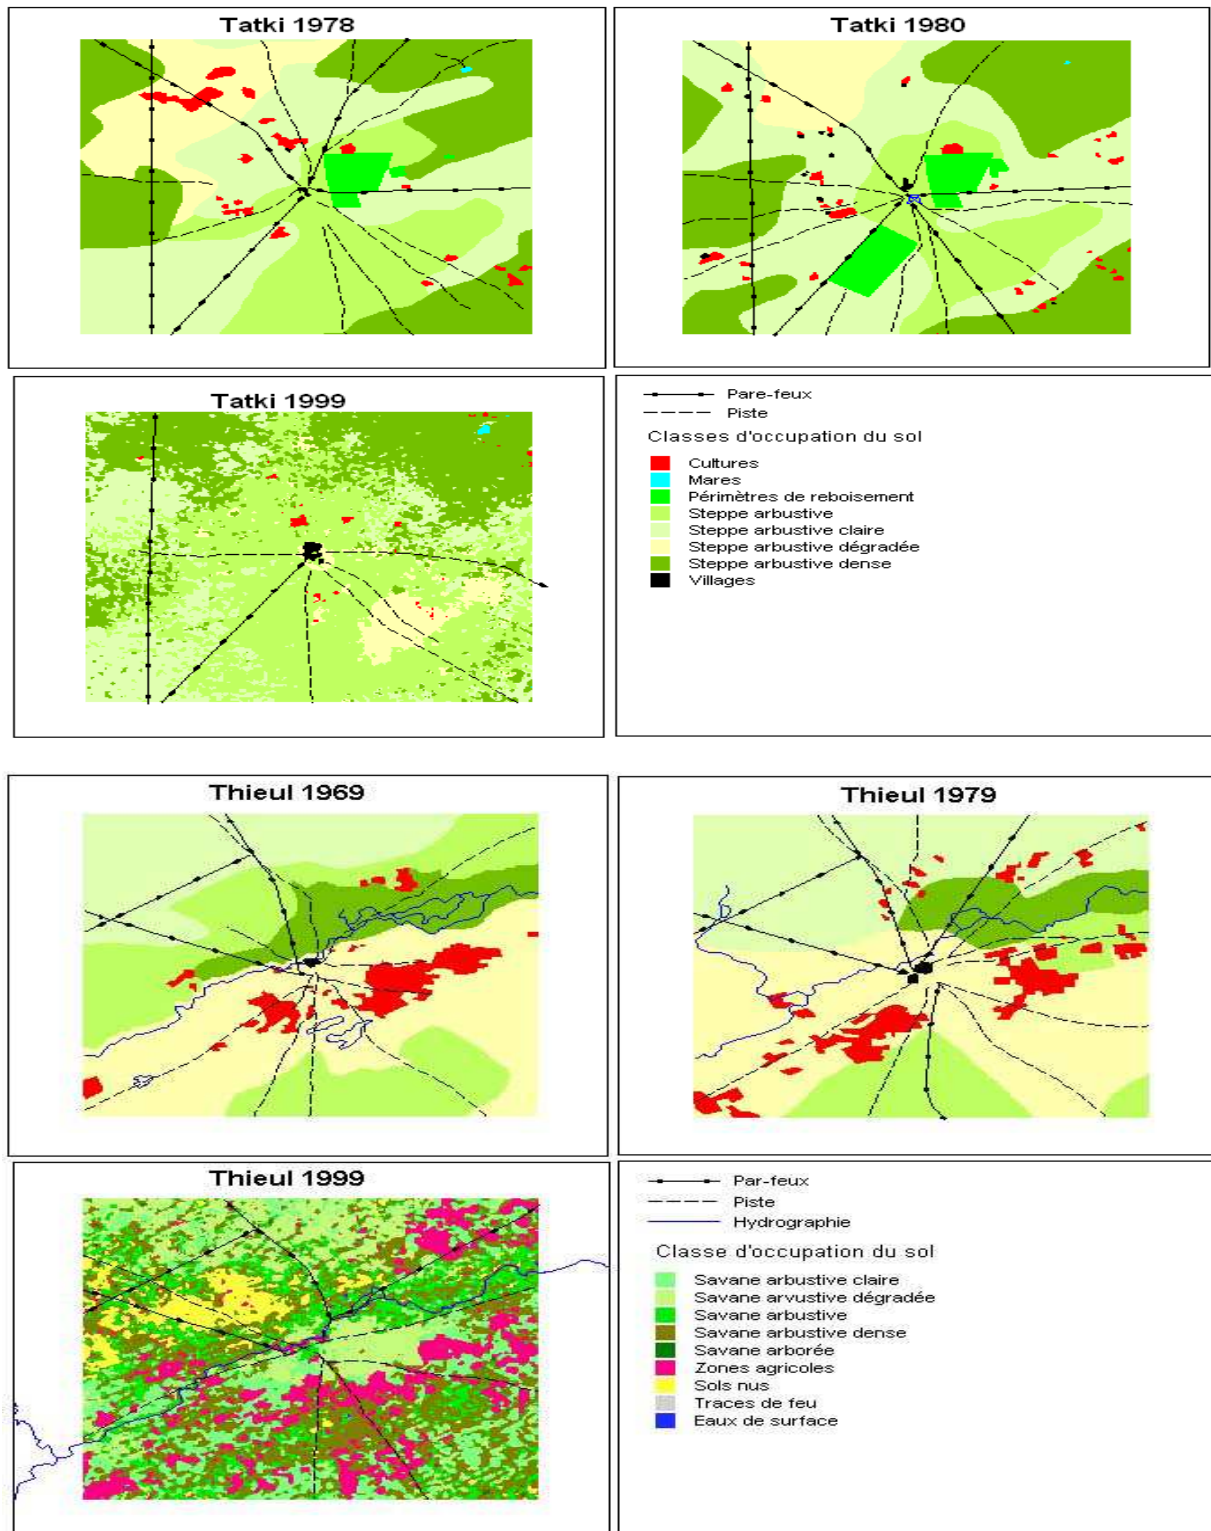 Tatki 1978
Tatki 1980
Tatki 1999
Pare-feux
Piste
Classes d'occupation du sol
Cultures
Mares
Périmètres de reboisement
Steppe arbustive
Steppe arbustive claire
Steppe arbustive dégradée
Steppe arbustive dense
Villages
Thieul 1969
Thieul 1979
Thieul 1999
Par-feux
Piste
Hydrographie
Classe d'occupation du sol
Savane arbustive claire
Savane arvustive dégradée
Savane arbustive
Savane arbustive dense
Savane arborée
Zones agricoles
Sols nus
Traces de feu
Eaux de surface